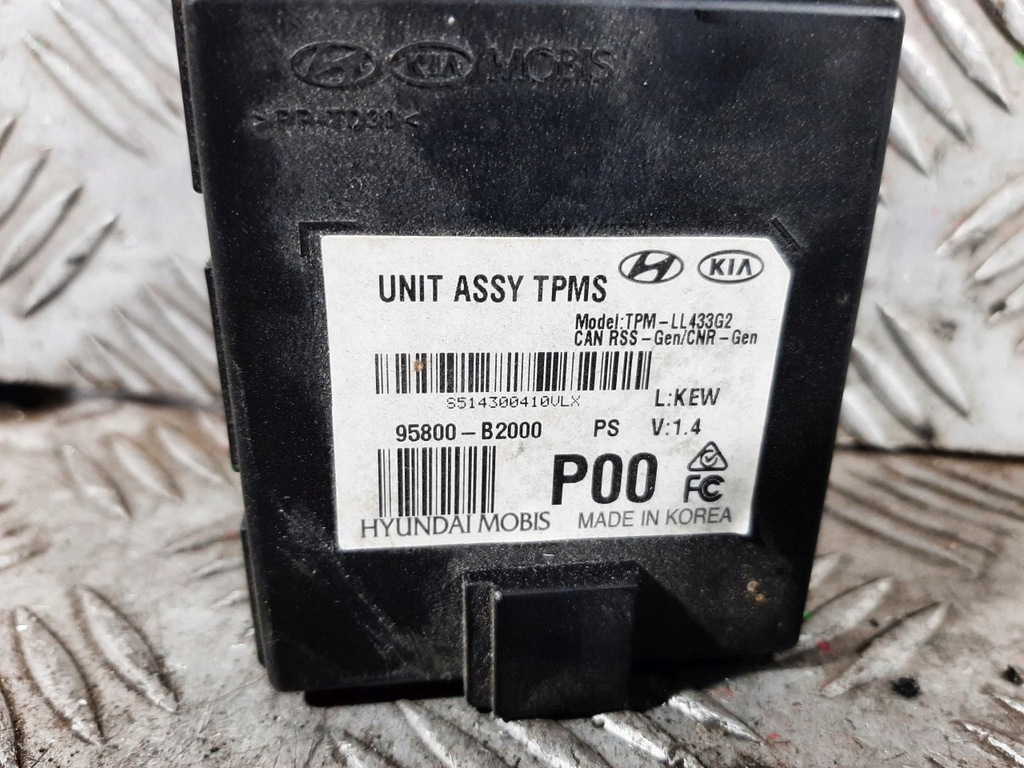 KIA MOBIS
>PP-TD30<
UNIT ASSY TPMS KIA
Model:TPM-LL433G2
CAN RSS-Gen/CNR-Gen
S514300410VLX
L:KEW
95800-B2000 PS V:1.4
P00 FC
HYUNDAI MOBIS MADE IN KOREA